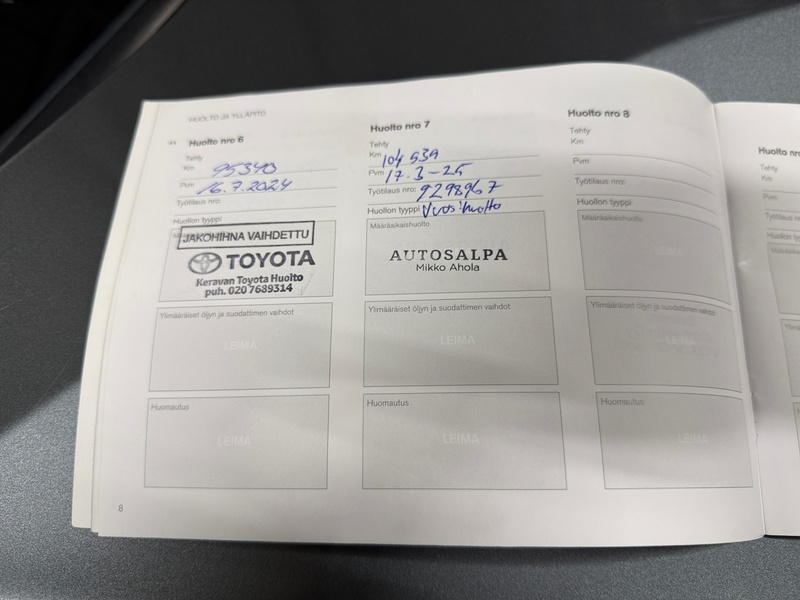 HUOLTO JA YLLÄPITO
Huolto nro 6
Tehty
Km 95340
Pvm 16.7.2024
Työtilaus nro:
Huollon tyyppi
JAKOHIHNA VAIHDETTU
TOYOTA
Keravan Toyota Huolto
puh. 020 7689314
Ylimääräiset öljyn ja suodattimen vaihdot
LEIMA
Huomautus
LEIMA
8
Huolto nro 7
Tehty
Km 104 539
Pvm 17.3-25
Työtilaus nro: 9298967
Huollon tyyppi Vuosihuolto
Määräaikaishuolto
AUTOSALPA
Mikko Ahola
Ylimääräiset öljyn ja suodattimen vaihdot
LEIMA
Huomautus
LEIMA
Huolto nro 8
Tehty
Km
Pvm
Työtilaus nro:
Huollon tyyppi
Määräaikaishuolto
LEIMA
Ylimääräiset öljyn ja suodattimen vaihdot
LEIMA
Huomautus
LEIMA
Huolto nro
Tehty
Km
Pvm